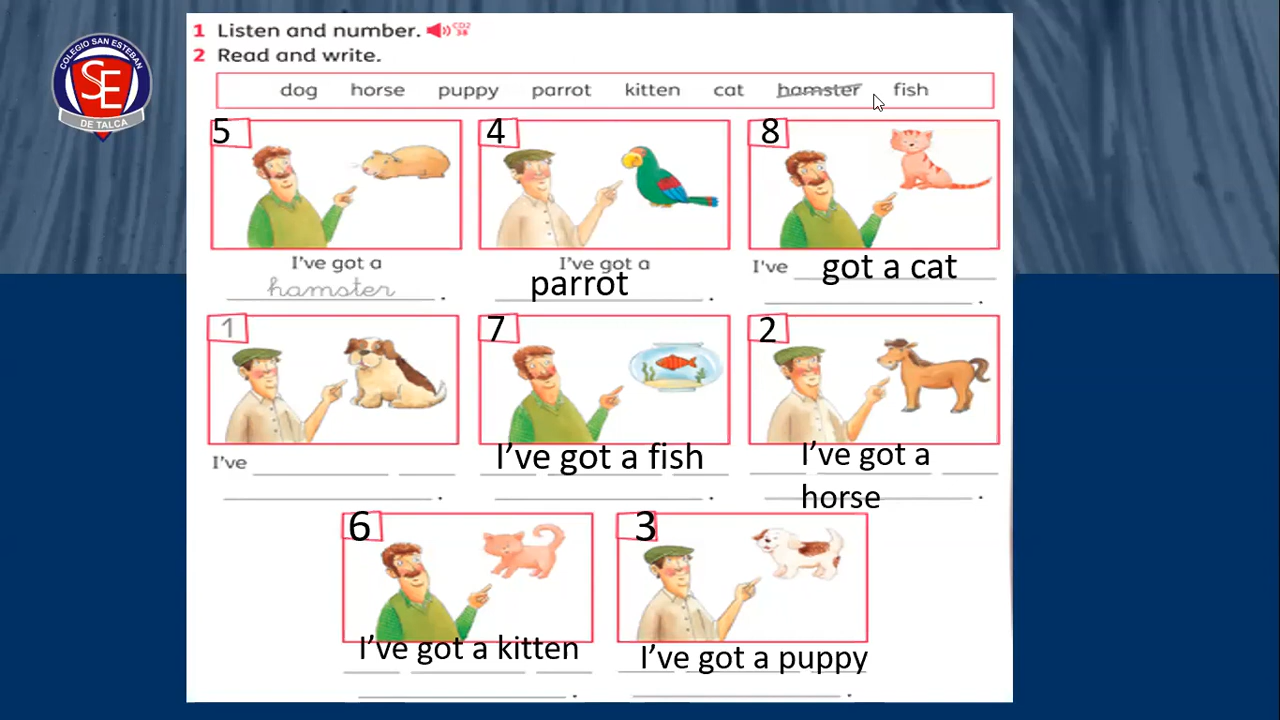 COLEGIO SAN ESTEBAN
SE
DE TALCA
1 Listen and number. CD2 38
2 Read and write.
dog horse puppy parrot kitten cat hamster fish
5
4
8
I've got a
hamster.
I've got a
parrot.
I've got a cat
.
1
7
2
I've
.
I've got a fish
.
I've got a
horse.
6
3
I've got a kitten
.
I've got a puppy
.